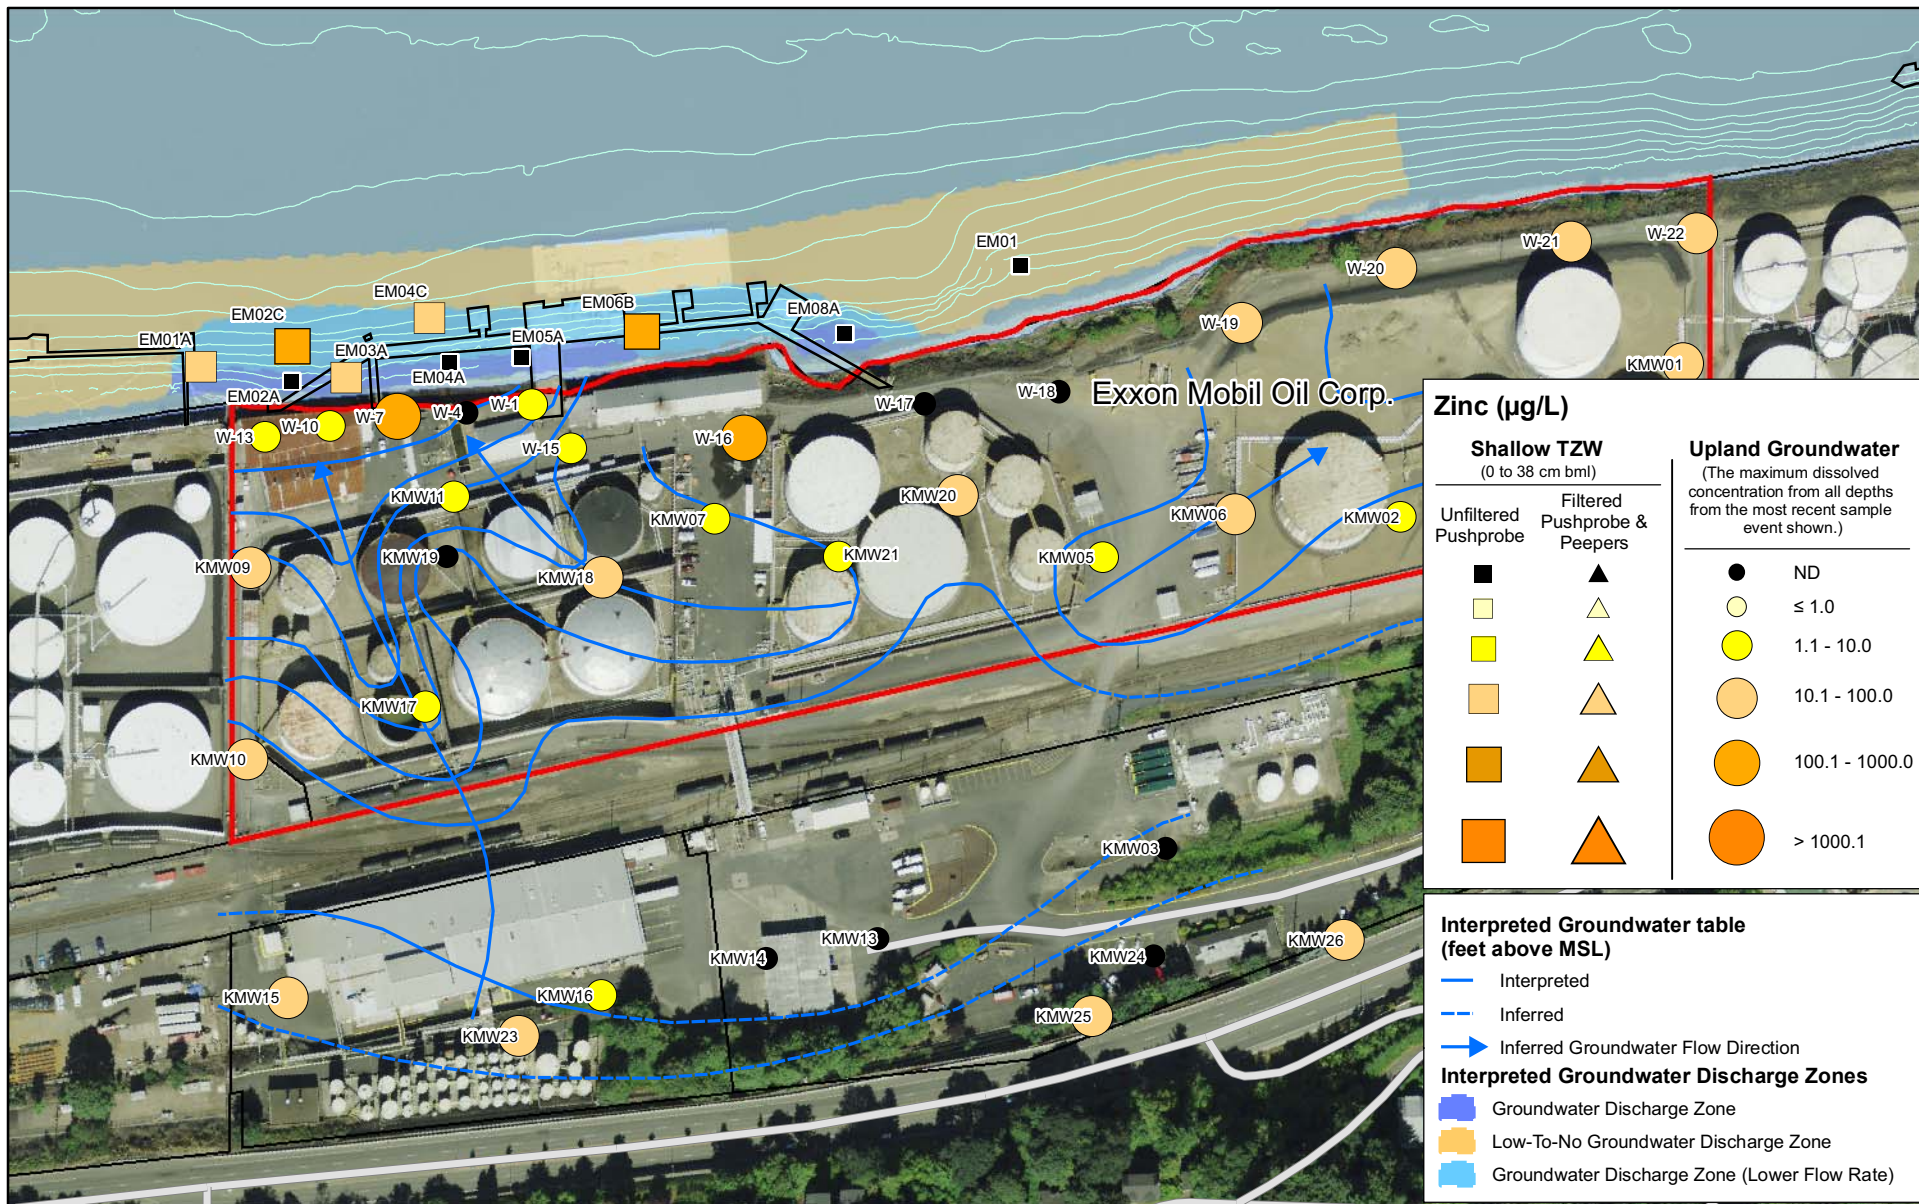 EM01
W-22
W-21
W-20
EM04C
EM06B
EM08A
EM02C
W-19
EM01A
EM03A
EM05A
KMW01
EM04A
EM02A
W-18
Exxon Mobil Oil Corp.
W-1
W-17
W-7
W-4
W-10
W-13
W-16
W-15
KMW11
KMW20
KMW07
KMW06
KMW02
KMW19
KMW21
KMW05
KMW09
KMW18
KMW17
KMW10
KMW03
KMW13
KMW14
KMW24
KMW26
KMW15
KMW16
KMW25
KMW23
Zinc (µg/L)
Shallow TZW
(0 to 38 cm bml)
Unfiltered
Pushprobe
Filtered
Pushprobe &
Peepers
Upland Groundwater
(The maximum dissolved
concentration from all depths
from the most recent sample
event shown.)
ND
≤ 1.0
1.1 - 10.0
10.1 - 100.0
100.1 - 1000.0
> 1000.1
Interpreted Groundwater table
(feet above MSL)
Interpreted
Inferred
Inferred Groundwater Flow Direction
Interpreted Groundwater Discharge Zones
Groundwater Discharge Zone
Low-To-No Groundwater Discharge Zone
Groundwater Discharge Zone (Lower Flow Rate)